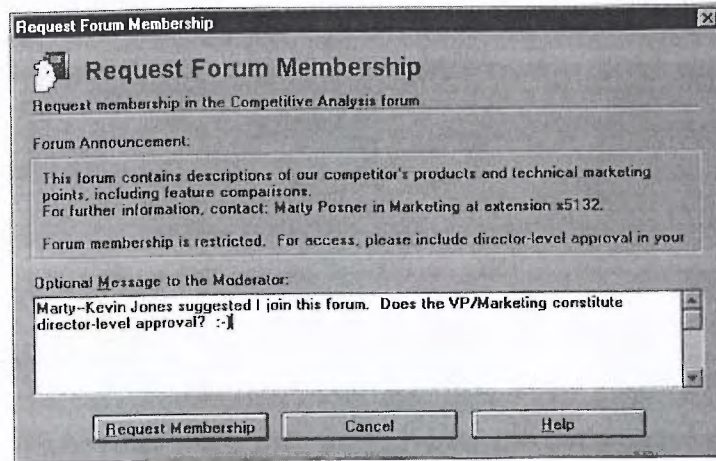 Request Forum Membership
Request Forum Membership
Request membership in the Competitive Analysis forum
Forum Announcement:
This forum contains descriptions of our competitor's products and technical marketing
points, including feature comparisons.
For further information, contact: Marty Posner in Marketing at extension x5132.
Forum membership is restricted. For access, please include director-level approval in your
Optional Message to the Moderator:
Marty--Kevin Jones suggested I join this forum. Does the VP/Marketing constitute
director-level approval? :-)
Request Membership Cancel Help